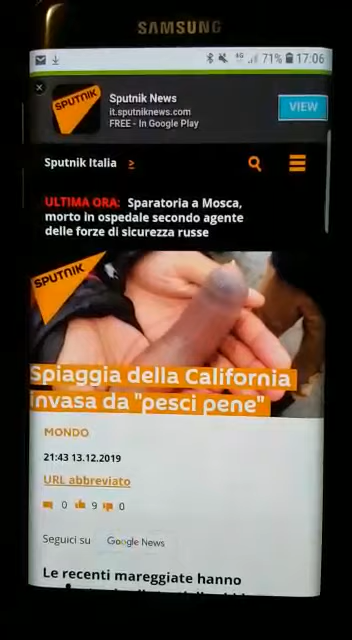 SAMSUNG
4G 71% 17:06
SPUTNIK
Sputnik News
it.sputniknews.com
FREE - In Google Play
VIEW
Sputnik Italia >
ULTIMA ORA: Sparatoria a Mosca,
morto in ospedale secondo agente
delle forze di sicurezza russe
SPUTNIK
Spiaggia della California
invasa da "pesci pene"
MONDO
21:43 13.12.2019
URL abbreviato
0 9 0
Seguici su Google News
Le recenti mareggiate hanno